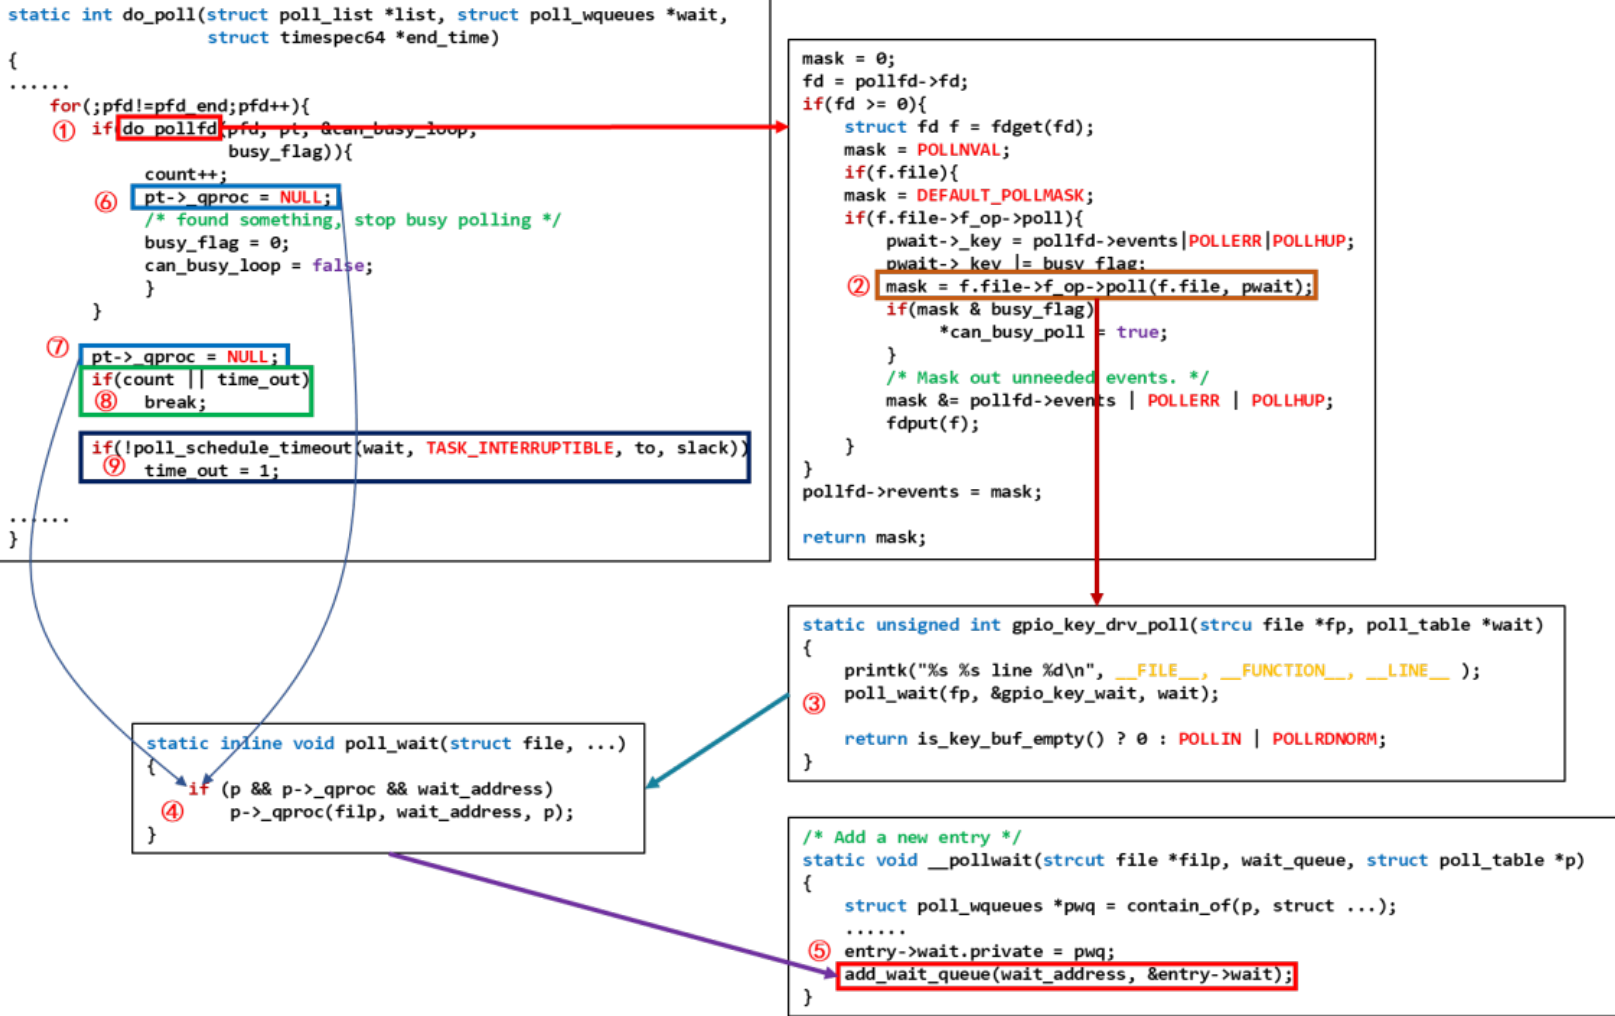 static int do_poll(struct poll_list *list, struct poll_wqueues *wait,
struct timespec64 *end_time)
{
......
for(;pfd!=pfd_end;pfd++){
① if(do_pollfd(pfd, pt, &can_busy_loop,
busy_flag)){
count++;
⑥ pt->_qproc = NULL;
/* found something, stop busy polling */
busy_flag = 0;
can_busy_loop = false;
}
}
⑦ pt->_qproc = NULL;
if(count || time_out)
⑧ break;
if(!poll_schedule_timeout(wait, TASK_INTERRUPTIBLE, to, slack))
⑨ time_out = 1;
......
}
mask = 0;
fd = pollfd->fd;
if(fd >= 0){
struct fd f = fdget(fd);
mask = POLLNVAL;
if(f.file){
mask = DEFAULT_POLLMASK;
if(f.file->f_op->poll){
pwait->_key = pollfd->events|POLLERR|POLLHUP;
pwait->_key |= busy_flag;
② mask = f.file->f_op->poll(f.file, pwait);
if(mask & busy_flag)
*can_busy_poll = true;
}
/* Mask out unneeded events. */
mask &= pollfd->events | POLLERR | POLLHUP;
fdput(f);
}
}
pollfd->revents = mask;
return mask;
static unsigned int gpio_key_drv_poll(strcu file *fp, poll_table *wait)
{
printk("%s %s line %d\n", __FILE__, __FUNCTION__, __LINE__ );
③ poll_wait(fp, &gpio_key_wait, wait);
return is_key_buf_empty() ? 0 : POLLIN | POLLRDNORM;
}
static inline void poll_wait(struct file, ...)
{
if (p && p->_qproc && wait_address)
④ p->_qproc(filp, wait_address, p);
}
/* Add a new entry */
static void __pollwait(strcut file *filp, wait_queue, struct poll_table *p)
{
struct poll_wqueues *pwq = contain_of(p, struct ...);
......
⑤ entry->wait.private = pwq;
add_wait_queue(wait_address, &entry->wait);
}